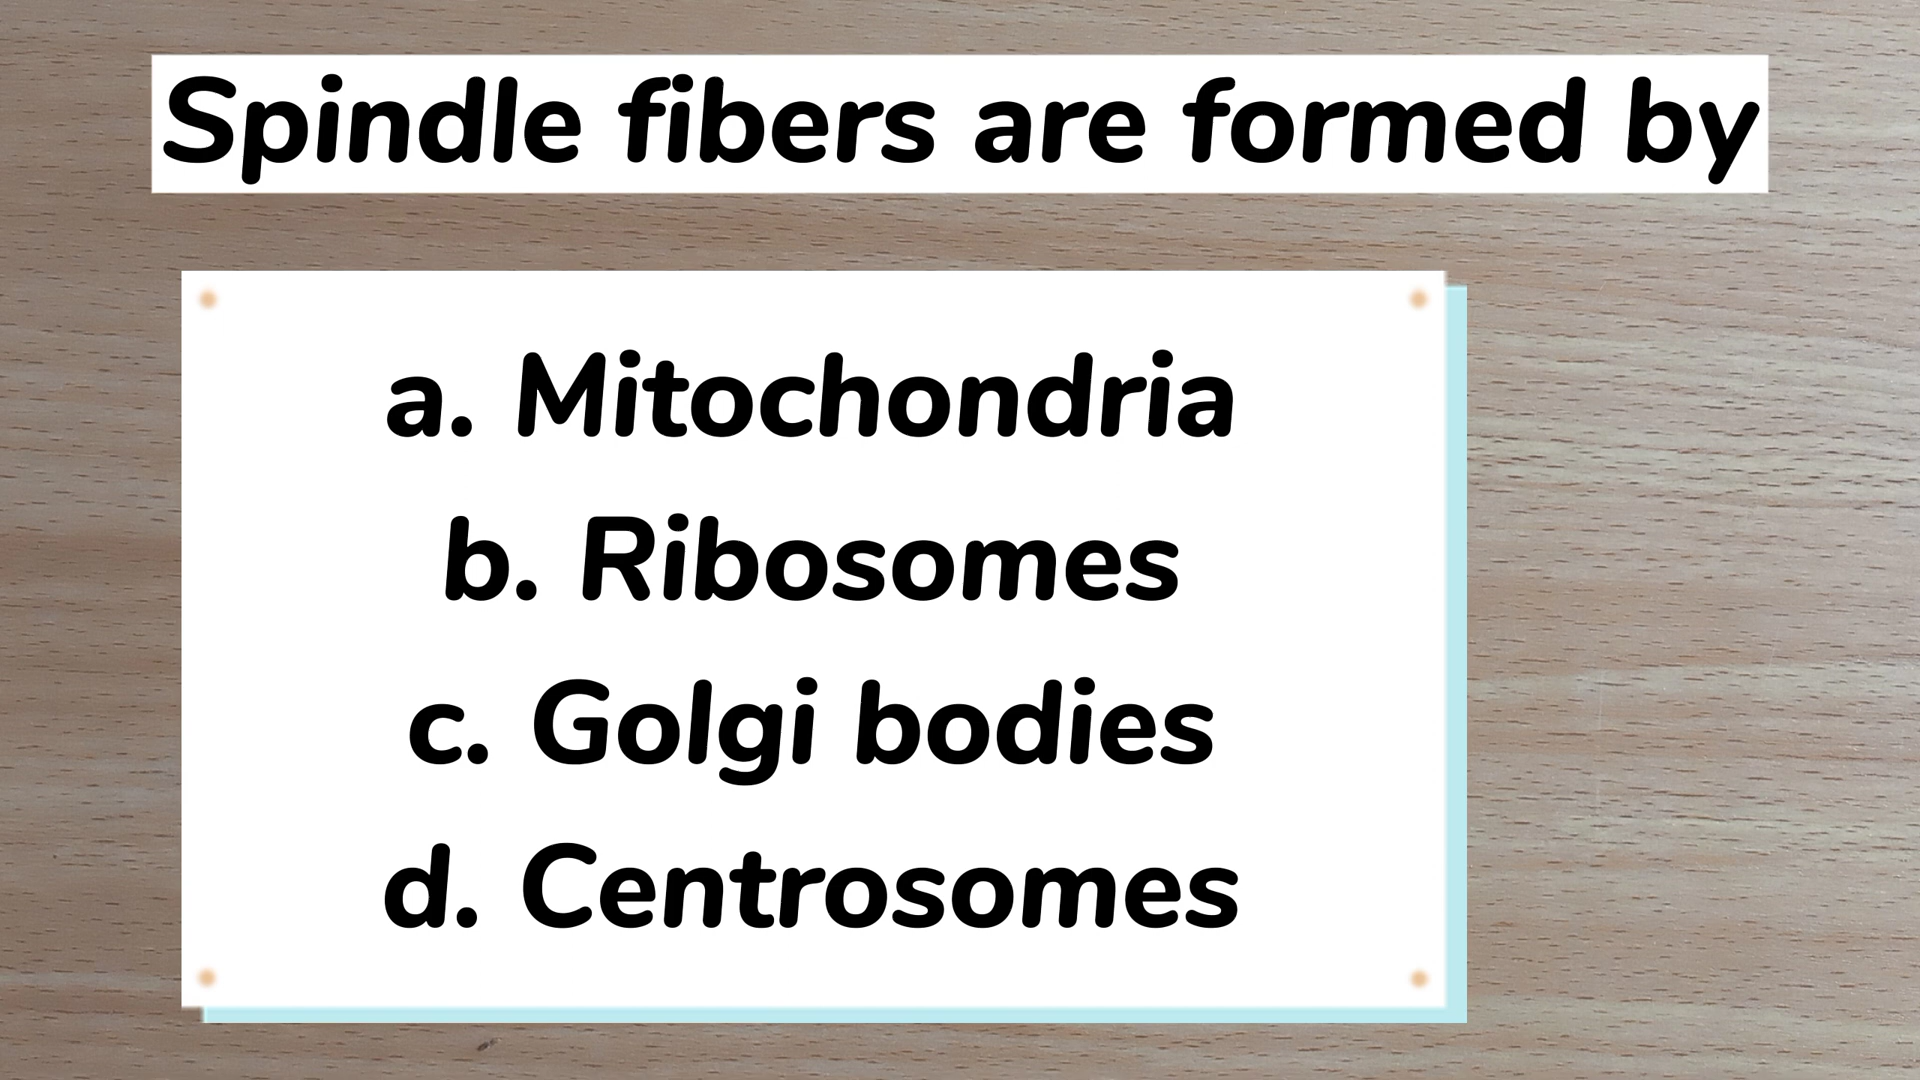 Spindle fibers are formed by
a. Mitochondria
b. Ribosomes
c. Golgi bodies
d. Centrosomes